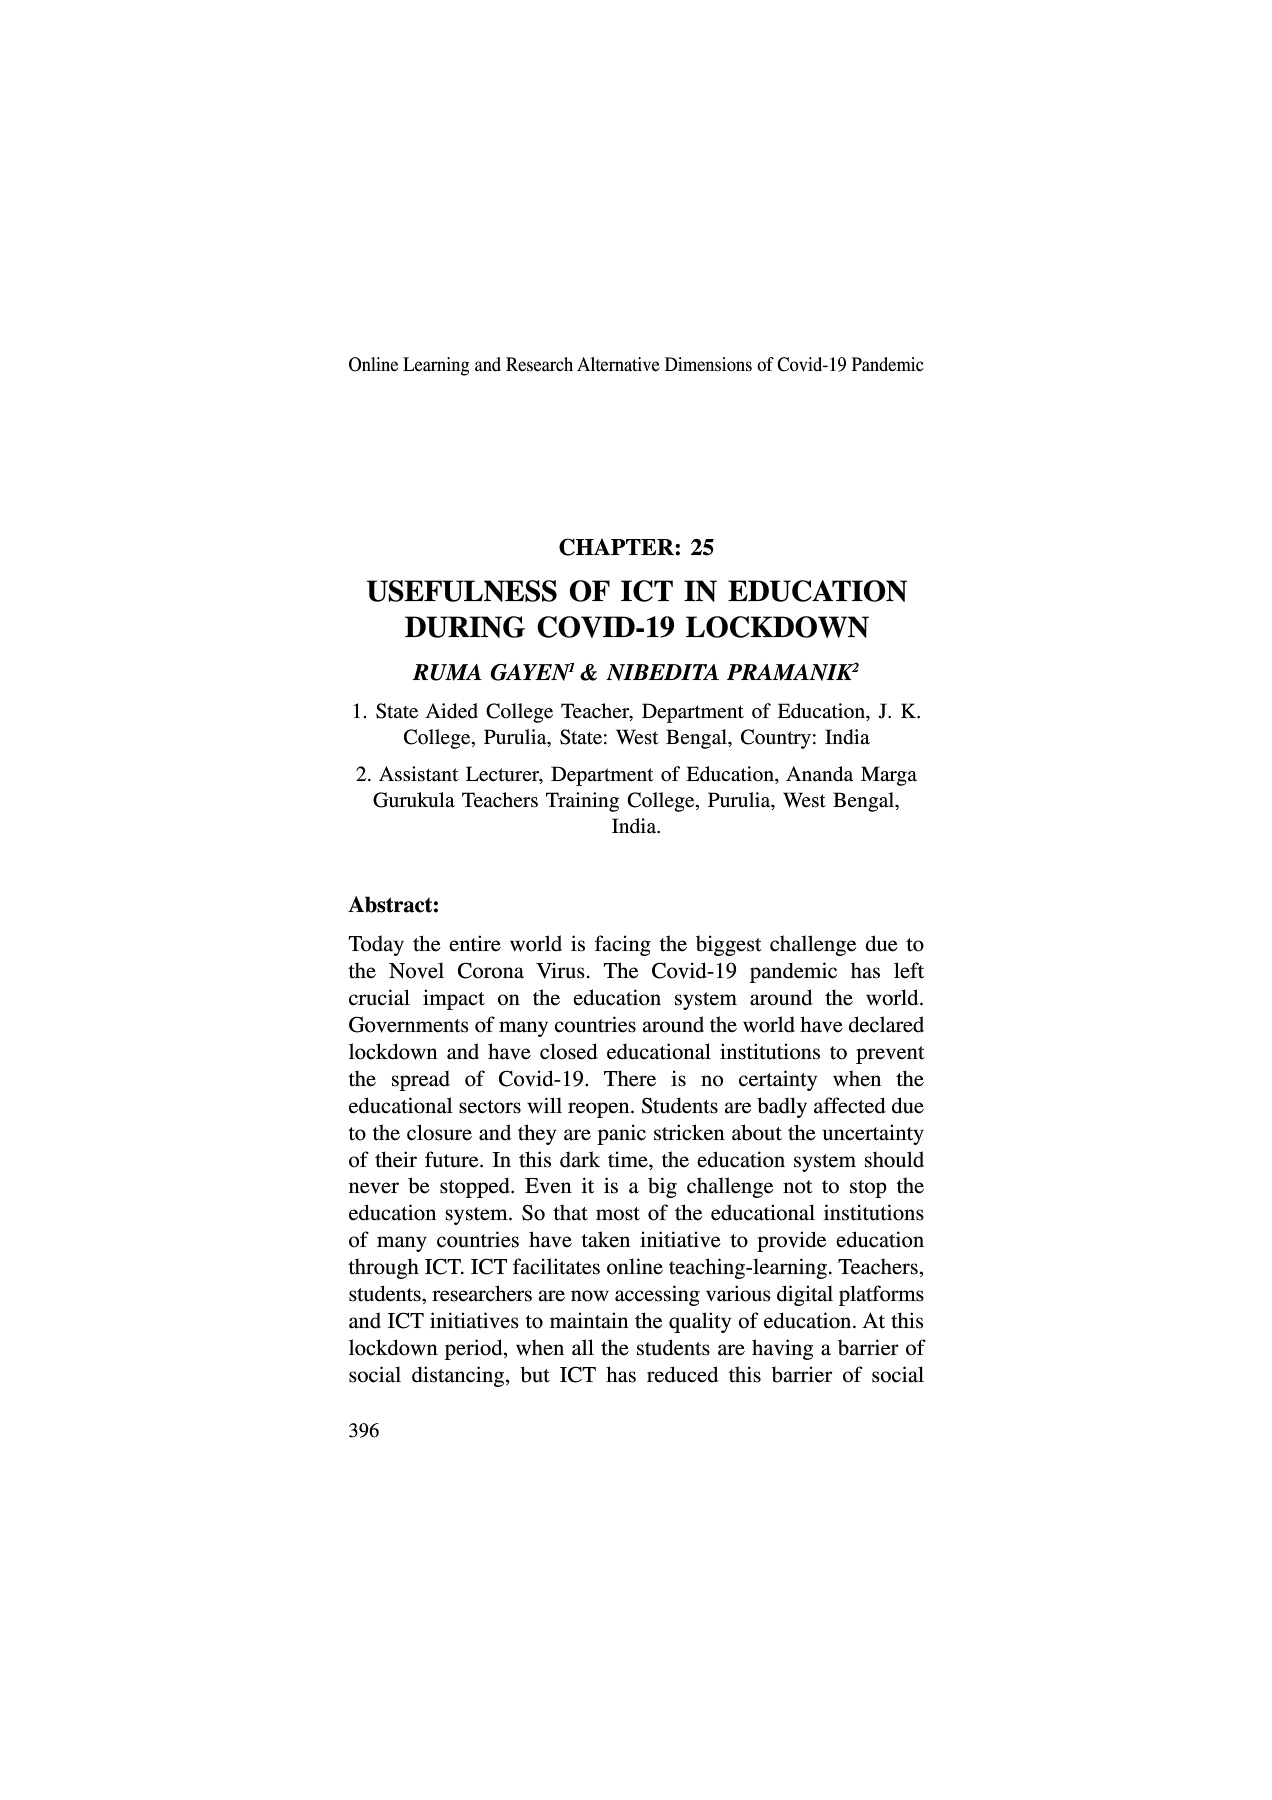 Online Learning and Research Alternative Dimensions of Covid-19 Pandemic
CHAPTER: 25
USEFULNESS OF ICT IN EDUCATION
DURING COVID-19 LOCKDOWN
RUMA GAYEN¹ & NIBEDITA PRAMANIK²
1. State Aided College Teacher, Department of Education, J. K.
College, Purulia, State: West Bengal, Country: India
2. Assistant Lecturer, Department of Education, Ananda Marga
Gurukula Teachers Training College, Purulia, West Bengal,
India.
Abstract:
Today the entire world is facing the biggest challenge due to
the Novel Corona Virus. The Covid-19 pandemic has left
crucial impact on the education system around the world.
Governments of many countries around the world have declared
lockdown and have closed educational institutions to prevent
the spread of Covid-19. There is no certainty when the
educational sectors will reopen. Students are badly affected due
to the closure and they are panic stricken about the uncertainty
of their future. In this dark time, the education system should
never be stopped. Even it is a big challenge not to stop the
education system. So that most of the educational institutions
of many countries have taken initiative to provide education
through ICT. ICT facilitates online teaching-learning. Teachers,
students, researchers are now accessing various digital platforms
and ICT initiatives to maintain the quality of education. At this
lockdown period, when all the students are having a barrier of
social distancing, but ICT has reduced this barrier of social
396